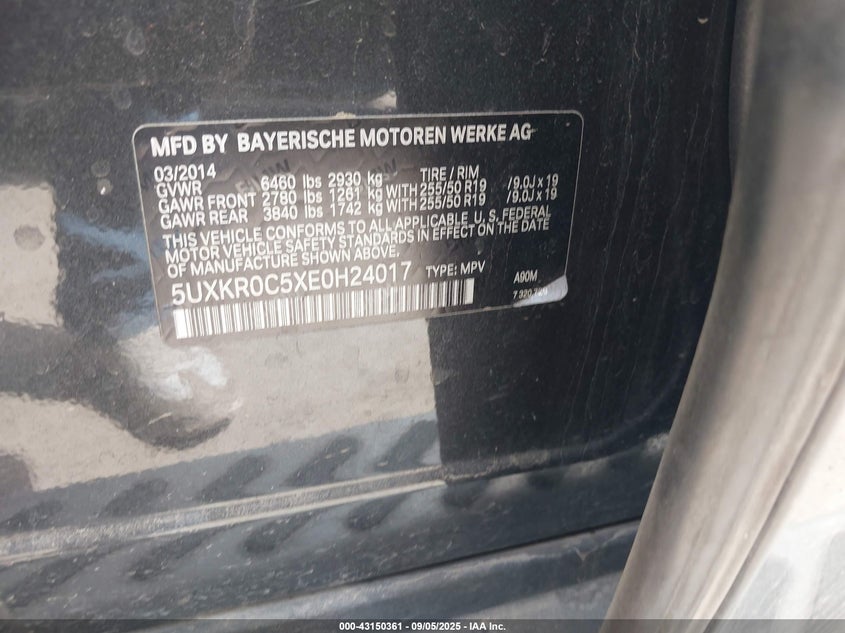 MFD BY BAYERISCHE MOTOREN WERKE AG
03/2014 TIRE / RIM
GVWR 6460 lbs 2930 kg
GAWR FRONT 2780 lbs 1261 kg WITH 255/50 R19 /9.0J x 19
GAWR REAR 3840 lbs 1742 kg WITH 255/50 R19 /9.0J x 19
THIS VEHICLE CONFORMS TO ALL APPLICABLE U. S. FEDERAL
MOTOR VEHICLE SAFETY STANDARDS IN EFFECT ON THE DATE
OF MANUFACTURE SHOWN ABOVE.
5UXKR0C5XE0H24017 TYPE: MPV A90M
000-43150361 | 09/05/2025 | IAA Inc.